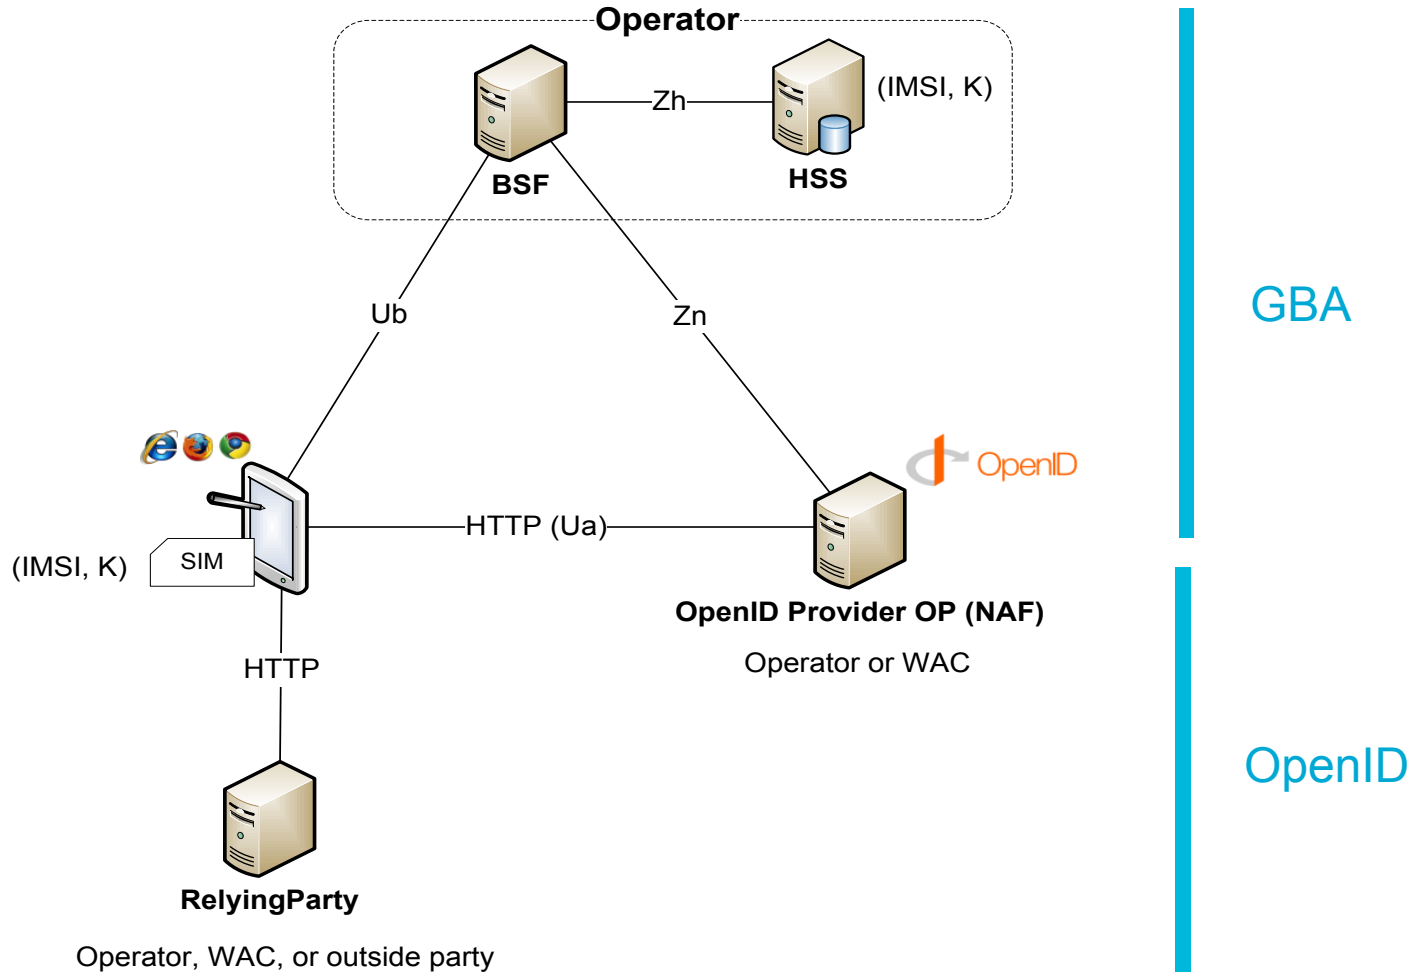 Operator
Zh
(IMSI, K)
BSF
HSS
Ub
Zn
GBA
OpenID
HTTP (Ua)
(IMSI, K)
SIM
OpenID Provider OP (NAF)
Operator or WAC
HTTP
OpenID
RelyingParty
Operator, WAC, or outside party